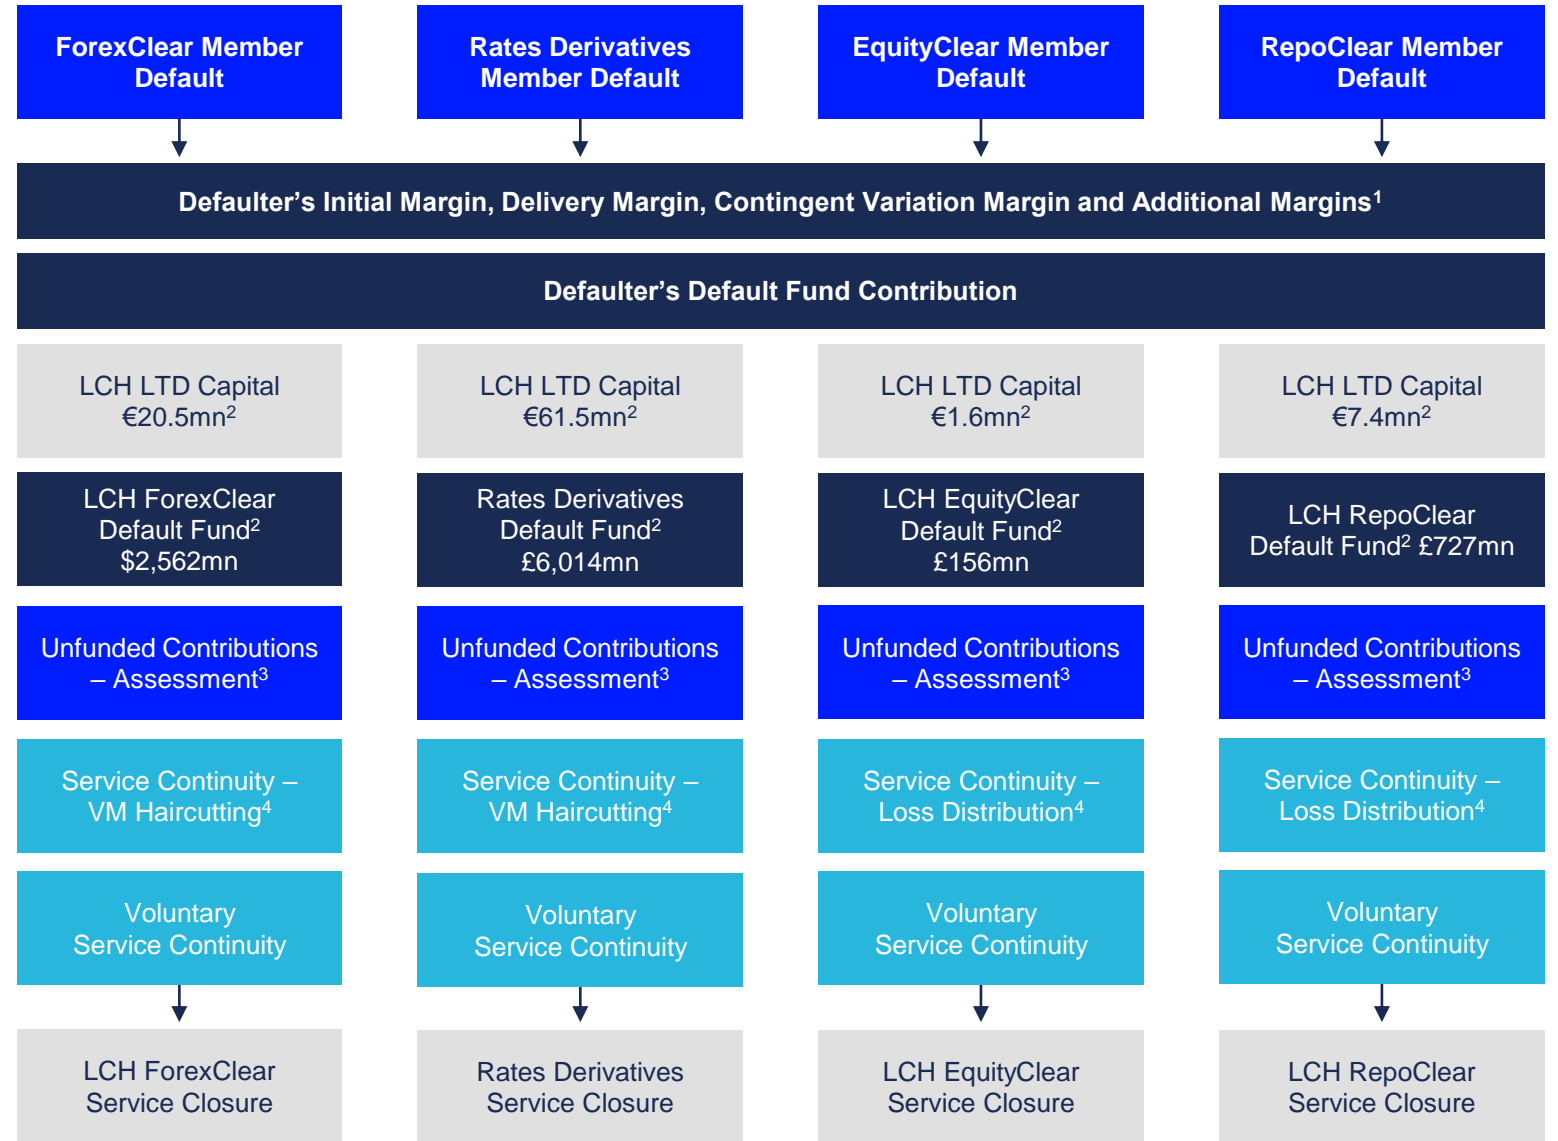 ForexClear Member
Default
Rates Derivatives
Member Default
EquityClear Member
Default
RepoClear Member
Default
Defaulter’s Initial Margin, Delivery Margin, Contingent Variation Margin and Additional Margins¹
Defaulter’s Default Fund Contribution
LCH LTD Capital
€20.5mn²
LCH LTD Capital
€61.5mn²
LCH LTD Capital
€1.6mn²
LCH LTD Capital
€7.4mn²
LCH ForexClear
Default Fund²
$2,562mn
Rates Derivatives
Default Fund²
£6,014mn
LCH EquityClear
Default Fund²
£156mn
LCH RepoClear
Default Fund² £727mn
Unfunded Contributions
– Assessment³
Unfunded Contributions
– Assessment³
Unfunded Contributions
– Assessment³
Unfunded Contributions
– Assessment³
Service Continuity –
VM Haircutting⁴
Service Continuity –
VM Haircutting⁴
Service Continuity –
Loss Distribution⁴
Service Continuity –
Loss Distribution⁴
Voluntary
Service Continuity
Voluntary
Service Continuity
Voluntary
Service Continuity
Voluntary
Service Continuity
LCH ForexClear
Service Closure
Rates Derivatives
Service Closure
LCH EquityClear
Service Closure
LCH RepoClear
Service Closure